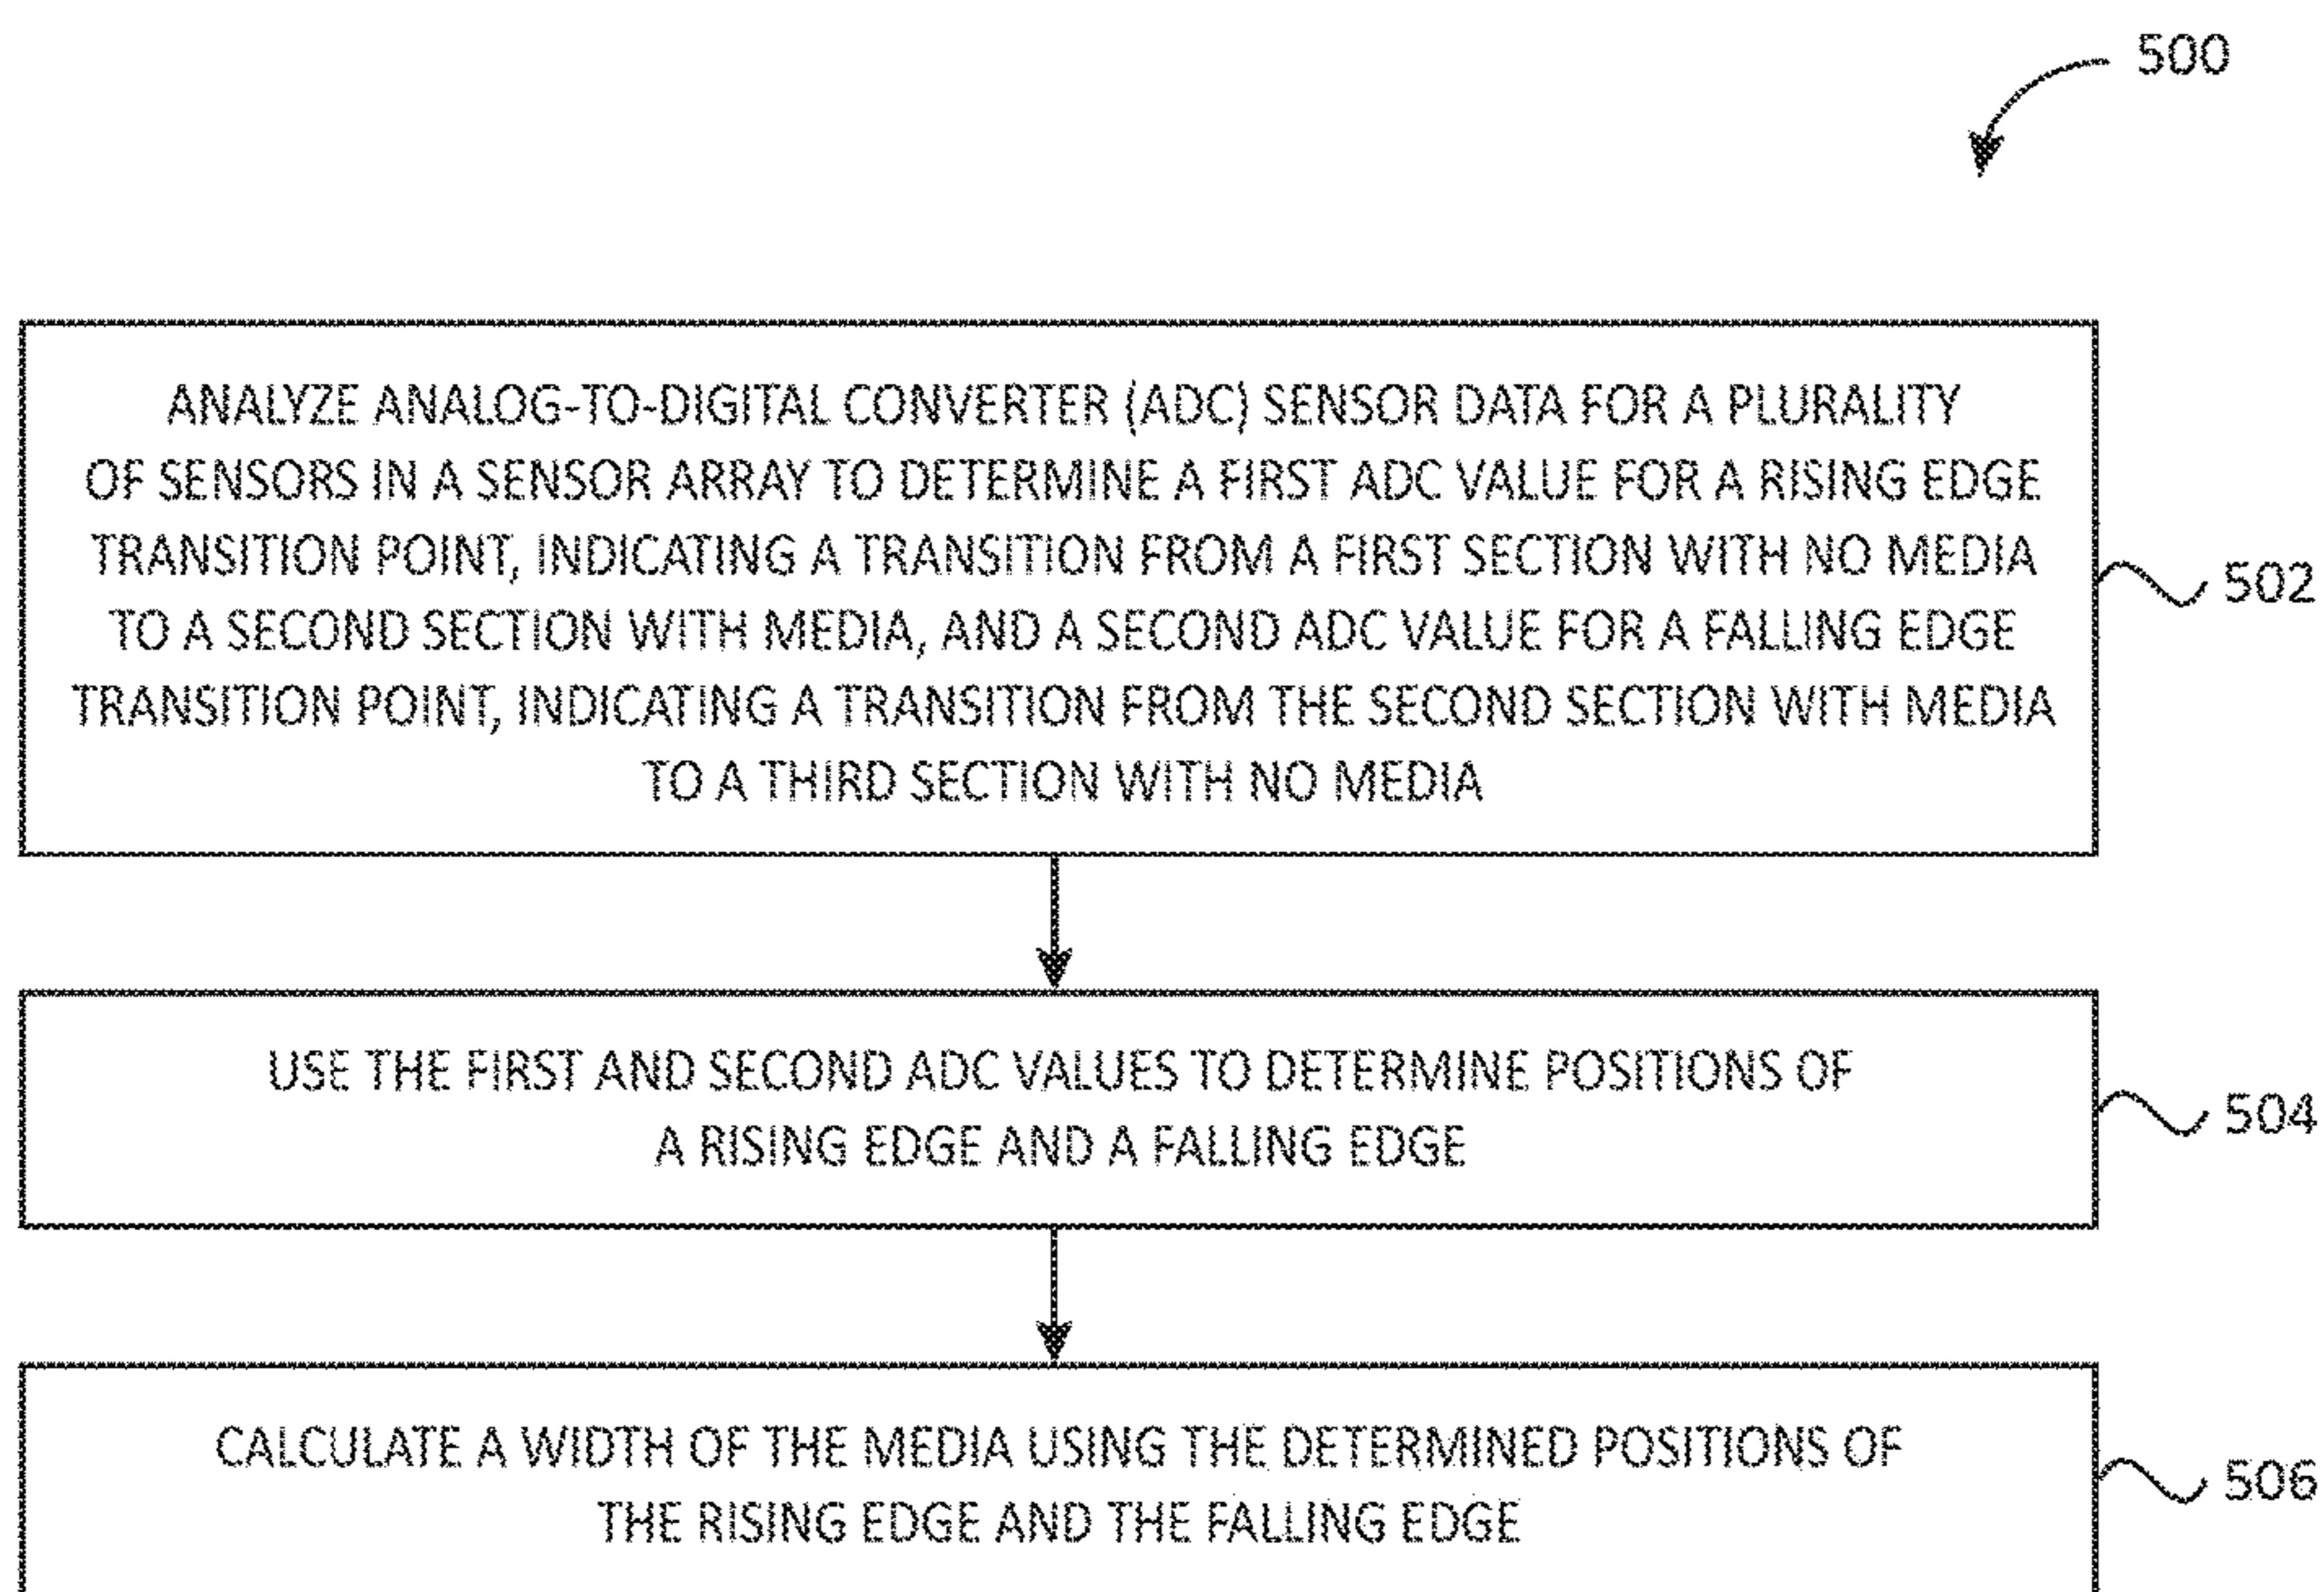 500
ANALYZE ANALOG-TO-DIGITAL CONVERTER (ADC) SENSOR DATA FOR A PLURALITY
OF SENSORS IN A SENSOR ARRAY TO DETERMINE A FIRST ADC VALUE FOR A RISING EDGE
TRANSITION POINT, INDICATING A TRANSITION FROM A FIRST SECTION WITH NO MEDIA
TO A SECOND SECTION WITH MEDIA, AND A SECOND ADC VALUE FOR A FALLING EDGE
TRANSITION POINT, INDICATING A TRANSITION FROM THE SECOND SECTION WITH MEDIA
TO A THIRD SECTION WITH NO MEDIA
502
USE THE FIRST AND SECOND ADC VALUES TO DETERMINE POSITIONS OF
A RISING EDGE AND A FALLING EDGE
504
CALCULATE A WIDTH OF THE MEDIA USING THE DETERMINED POSITIONS OF
THE RISING EDGE AND THE FALLING EDGE
506